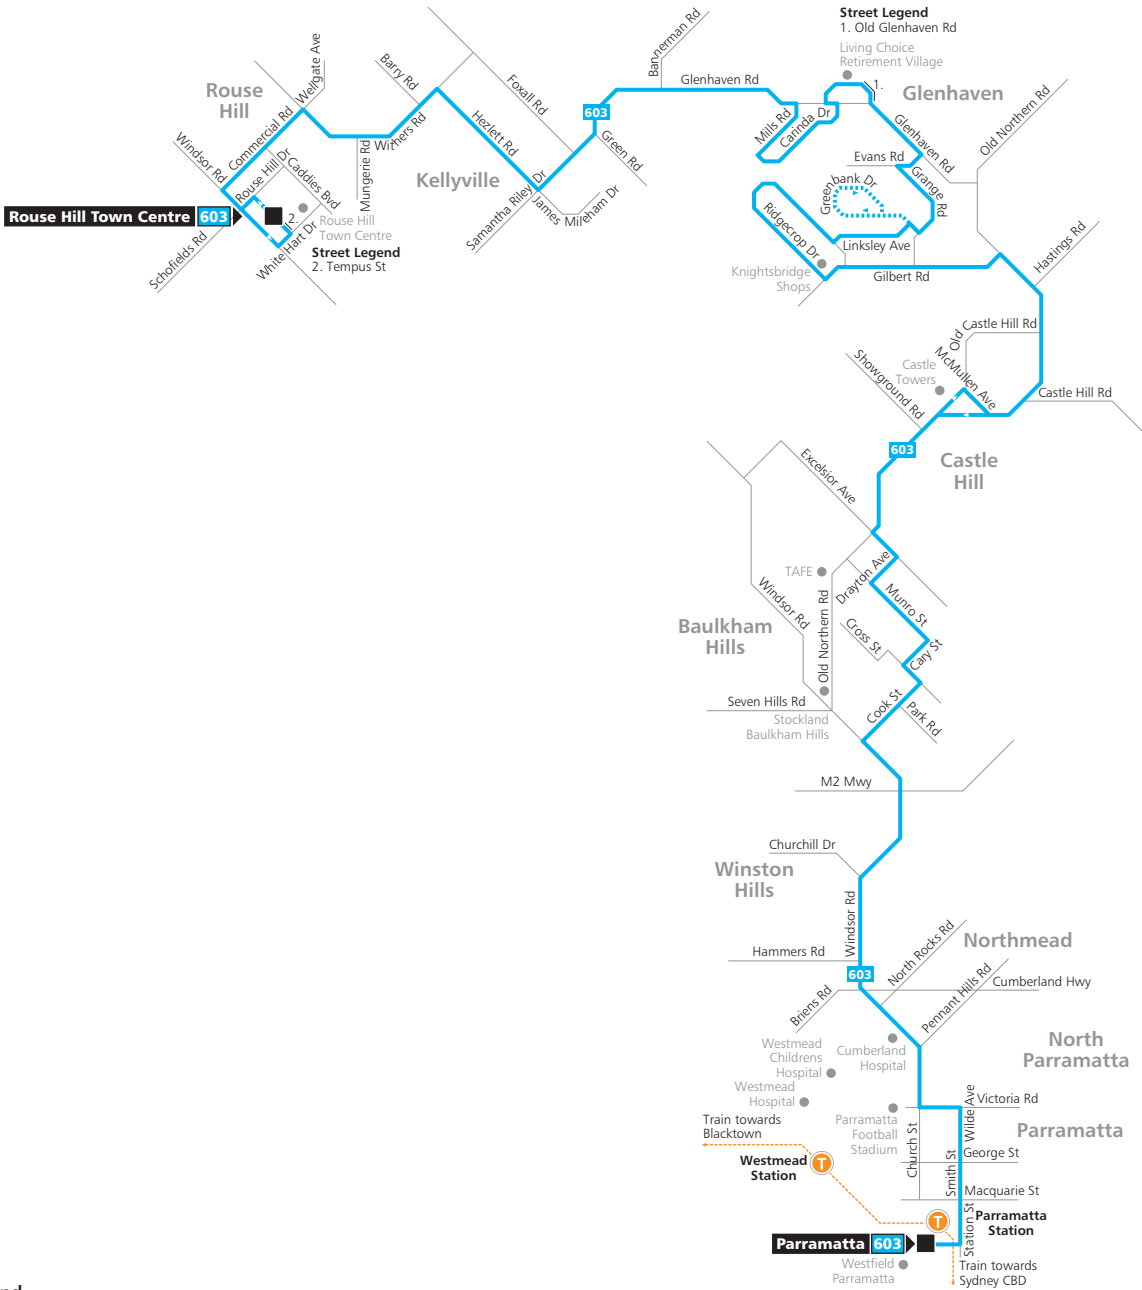 Street Legend
1. Old Glenhaven Rd
Living Choice
Retirement Village
1.
Glenhaven
Bannerman Rd
Glenhaven Rd
603
Foxall Rd
Green Rd
Mills Rd
Carinda Dr
Glenhaven Rd
Old Northern Rd
Evans Rd
Grange Rd
Greenbank Dr
Ridgecrop Dr
Linksley Ave
Gilbert Rd
Knightsbridge
Shops
Hastings Rd
Rouse
Hill
Wellgate Ave
Barry Rd
Withers Rd
Hezlett Rd
Commercial Rd
Windsor Rd
Rouse Hill Dr
Caddies Bvd
Mungerie Rd
Kellyville
Samantha Riley Dr
James Mileham Dr
Rouse Hill Town Centre
603
2.
Rouse Hill
Town Centre
Schofields Rd
White Hart Dr
Street Legend
2. Tempus St
Old Castle Hill Rd
McMullen Ave
Castle
Towers
Showground Rd
Castle Hill Rd
603
Castle
Hill
Excelsior Ave
TAFE
Drayton Ave
Windsor Rd
Old Northern Rd
Munro St
Baulkham
Hills
Cross St
Cary St
Seven Hills Rd
Cook St
Park Rd
Stockland
Baulkham Hills
M2 Mwy
Churchill Dr
Winston
Hills
Windsor Rd
Hammers Rd
North Rocks Rd
Northmead
603
Briens Rd
Pennant Hills Rd
Cumberland Hwy
Westmead
Childrens
Hospital
Cumberland
Hospital
North
Parramatta
Westmead
Hospital
Wilde Ave
Victoria Rd
Train towards
Blacktown
Parramatta
Football
Stadium
Church St
Parramatta
George St
Westmead
Station
T
Smith St
Macquarie St
T
Parramatta
Station
Station St
Parramatta
603
Westfield
Parramatta
Train towards
Sydney CBD